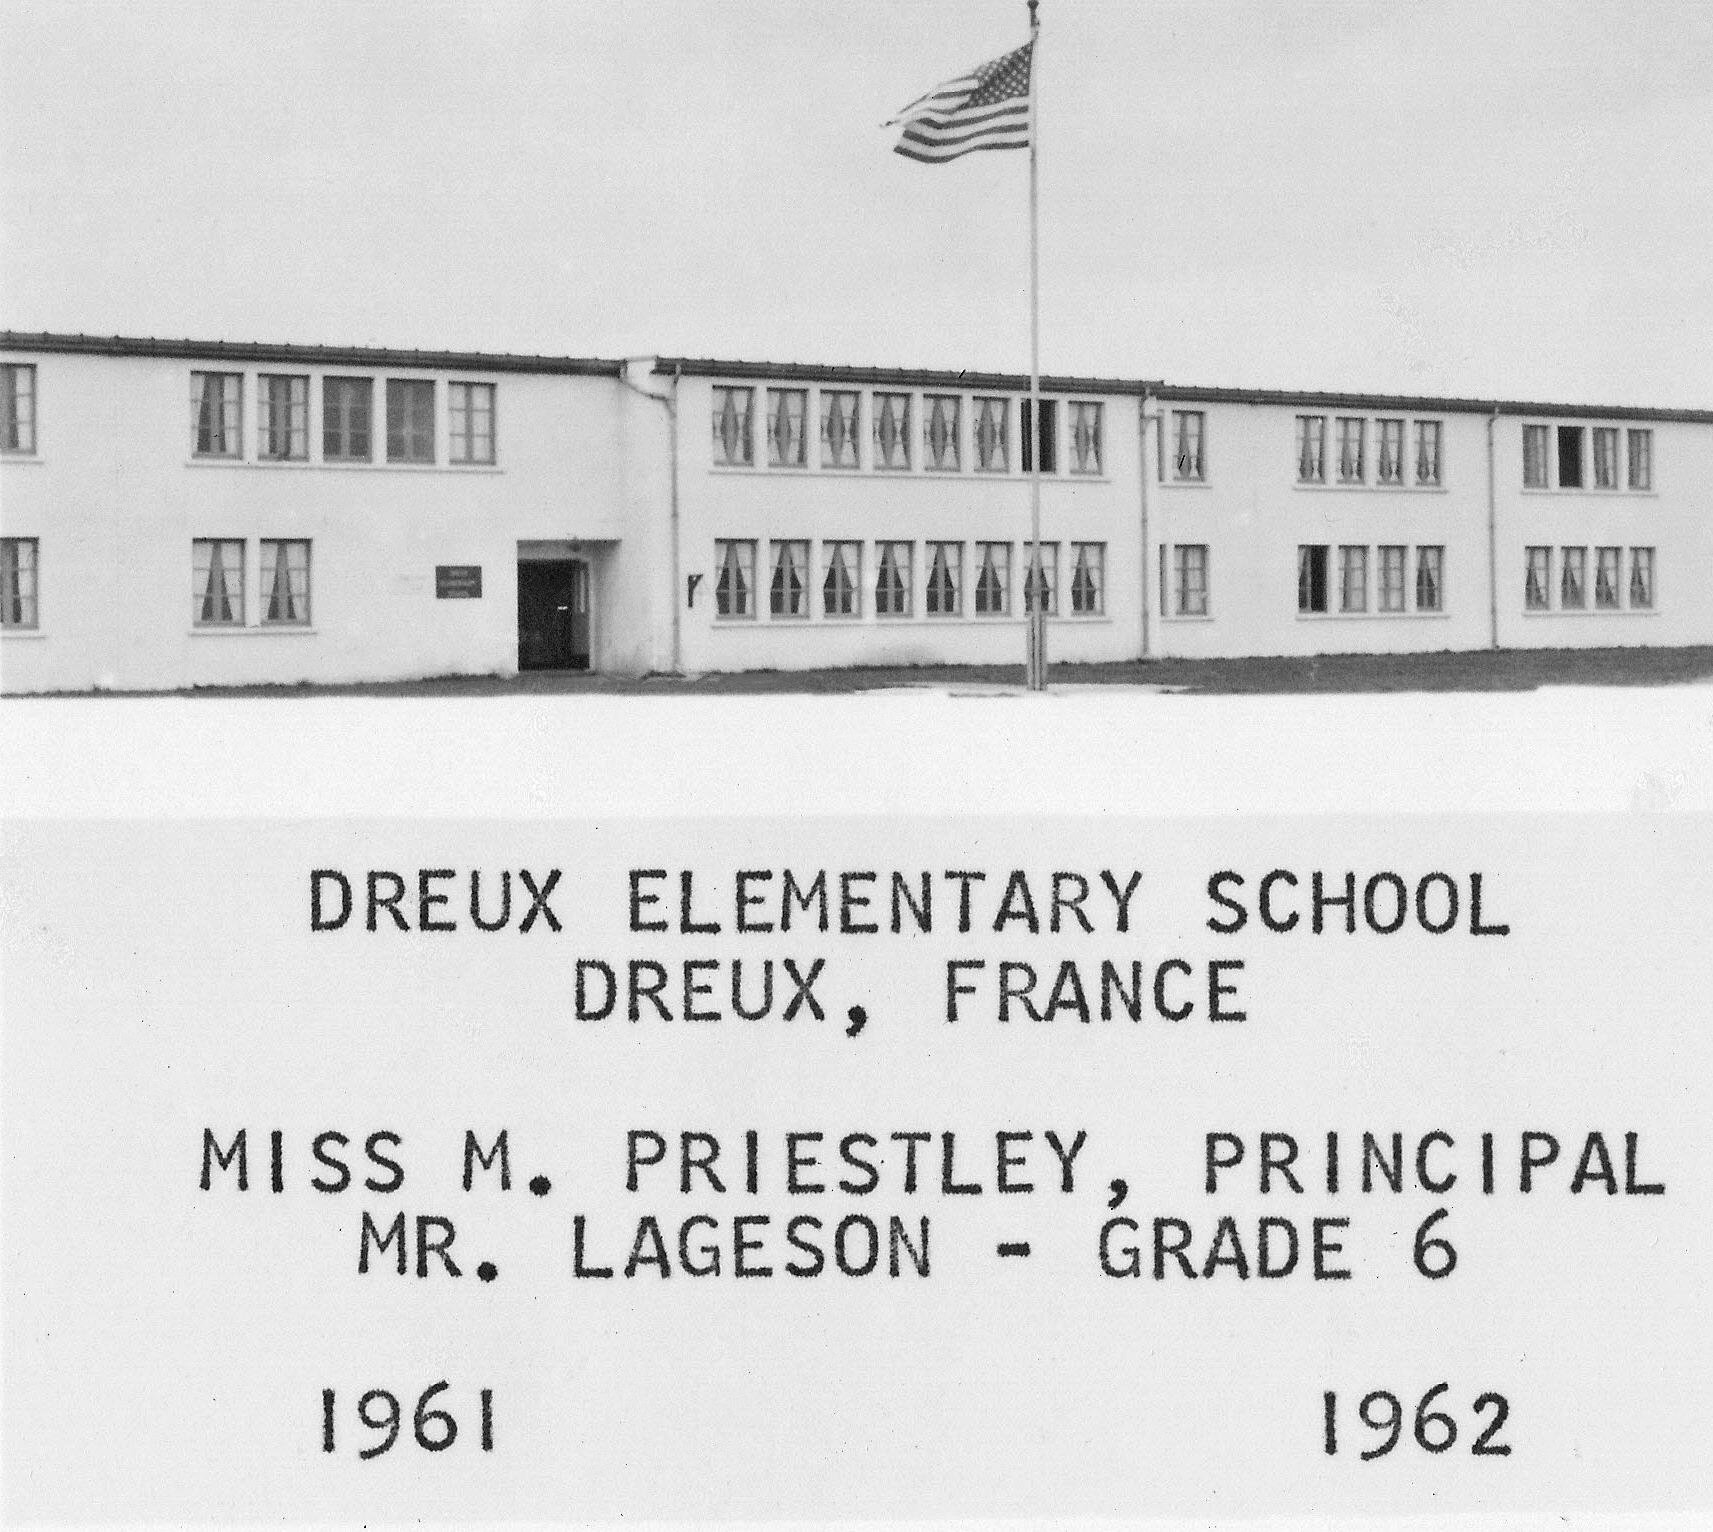 DREUX ELEMENTARY SCHOOL
DREUX, FRANCE
MISS M. PRIESTLEY, PRINCIPAL
MR. LAGESON - GRADE 6
1961 1962